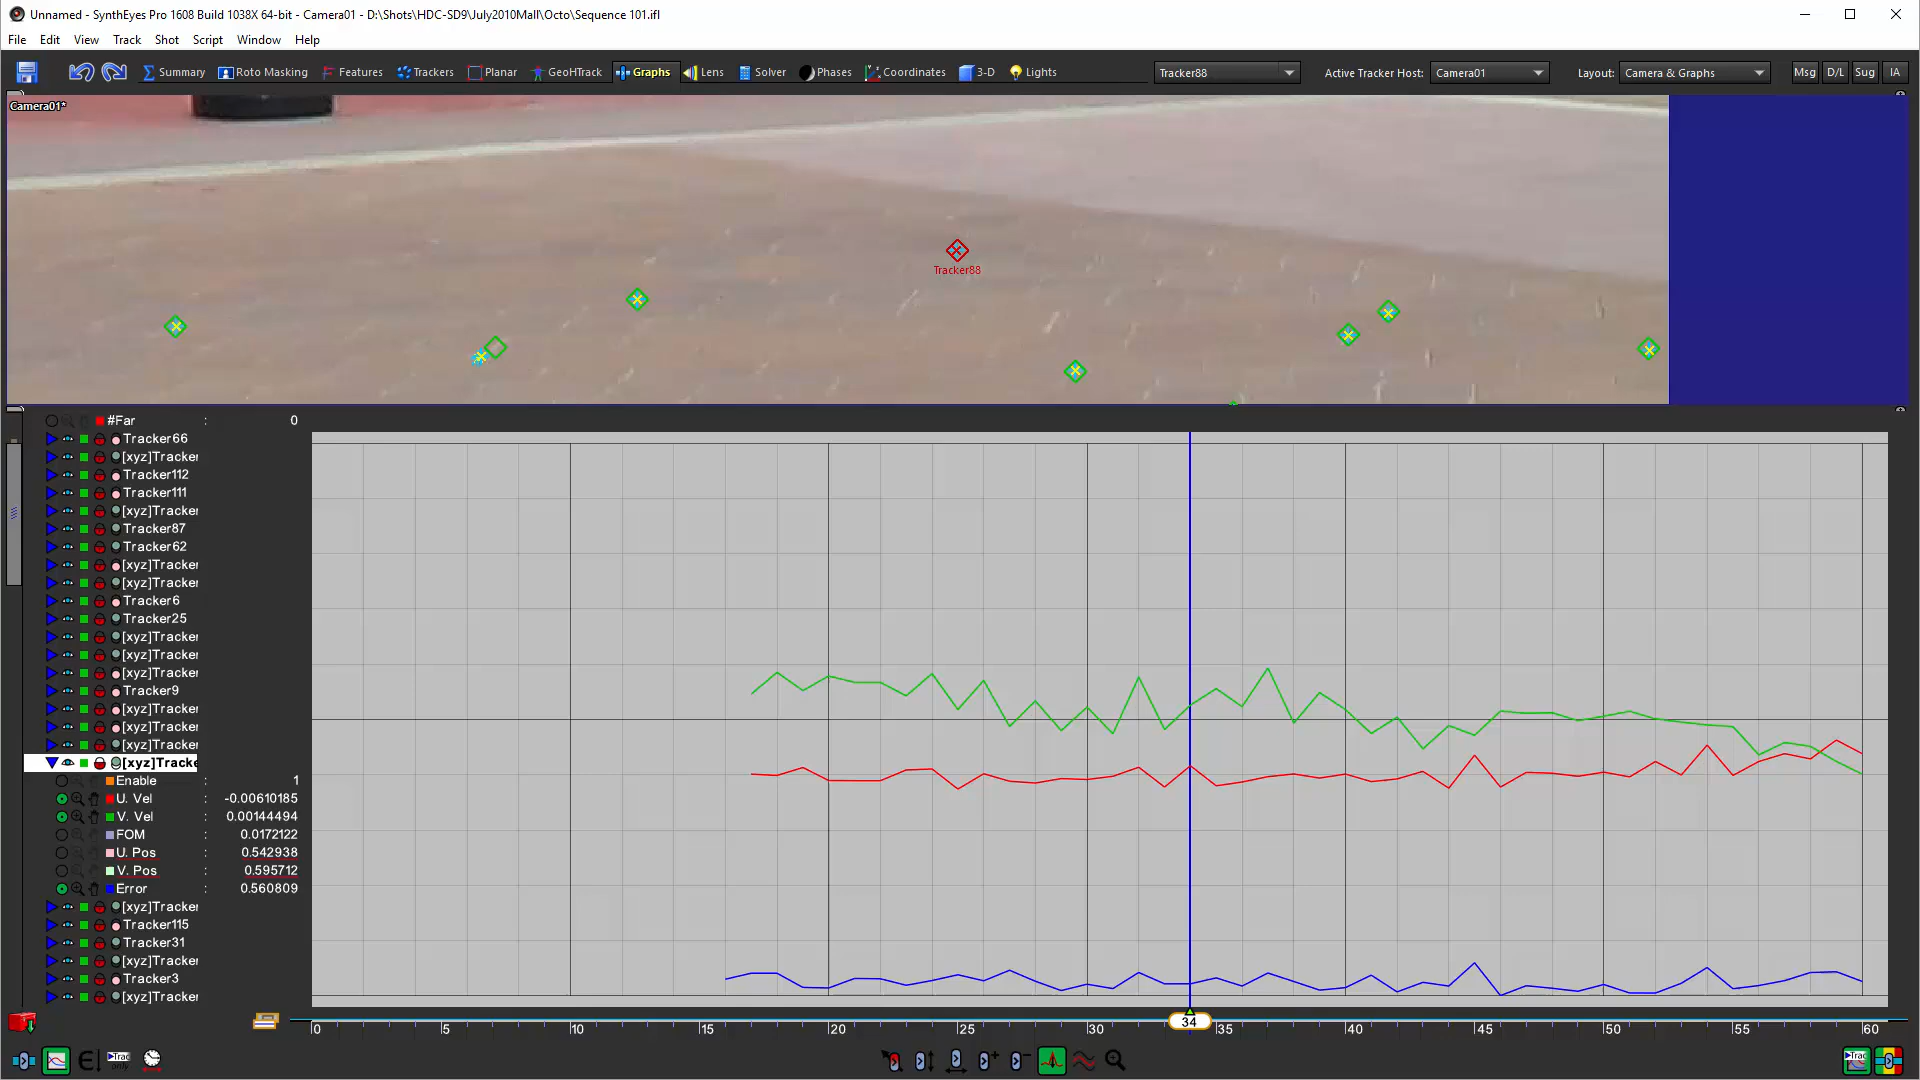 Unnamed - SynthEyes Pro 1608 Build 1038X 64-bit - Camera01 - D:\Shots\HDC-SD9\July2010Mall\Octo\Sequence 101.ifl
File Edit View Track Shot Script Window Help
Summary Roto Masking Features Trackers Planar GeoHTrack Graphs Lens Solver Phases Coordinates 3-D Lights Tracker88 Active Tracker Host: Camera01 Layout: Camera & Graphs Msg D/L Sug IA
Camera01*
Tracker88
#Far : 0
Tracker66
[xyz]Tracker
Tracker112
Tracker111
[xyz]Tracker
Tracker87
Tracker62
[xyz]Tracker
[xyz]Tracker
Tracker6
Tracker25
[xyz]Tracker
[xyz]Tracker
[xyz]Tracker
Tracker9
[xyz]Tracker
[xyz]Tracker
[xyz]Tracker
[xyz]Tracke
Enable : 1
U. Vel : -0.00610185
V. Vel : 0.00144494
FOM : 0.0172122
U. Pos : 0.542938
V. Pos : 0.595712
Error : 0.560809
[xyz]Tracker
Tracker115
Tracker31
[xyz]Tracker
Tracker3
[xyz]Tracker
0 5 10 15 20 25 30 34 35 40 45 50 55 60
Trac only
Trac